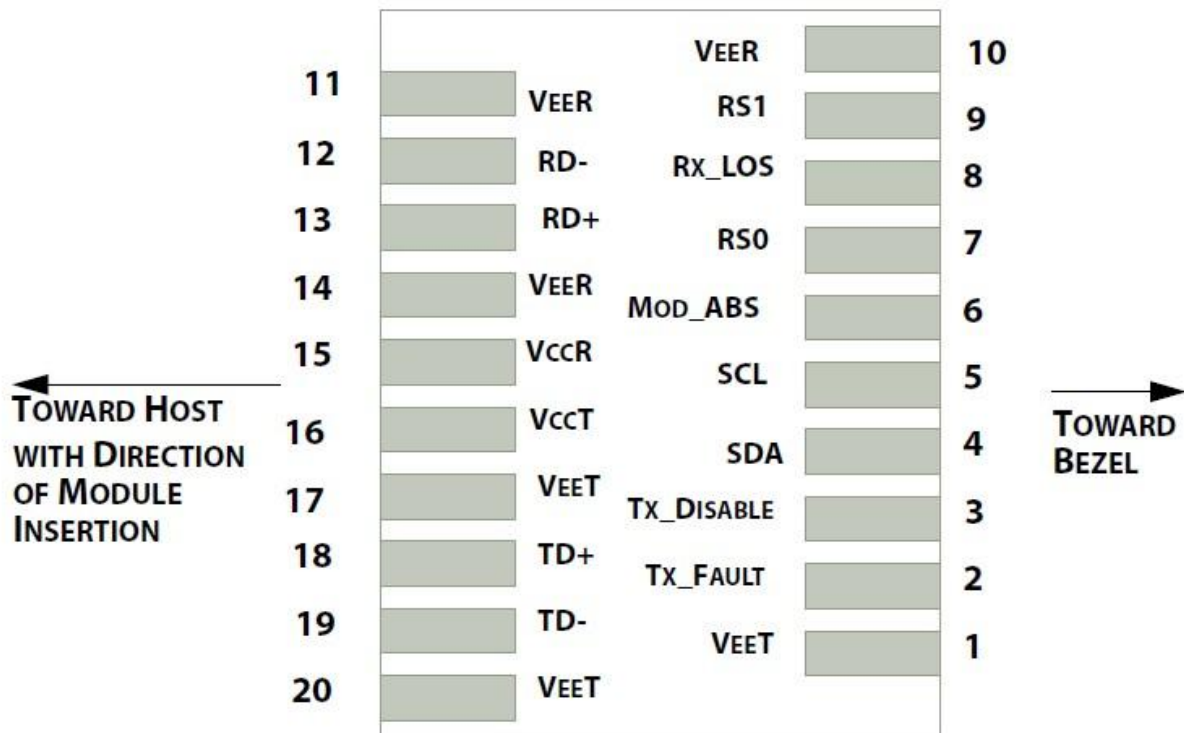 11 VEER
12 RD-
13 RD+
14 VEER
15 VCCR
16 VCCT
17 VEET
18 TD+
19 TD-
20 VEET
VEER 10
RS1 9
RX_LOS 8
RS0 7
MOD_ABS 6
SCL 5
SDA 4
TX_DISABLE 3
TX_FAULT 2
VEET 1
TOWARD HOST
WITH DIRECTION
OF MODULE
INSERTION
TOWARD
BEZEL